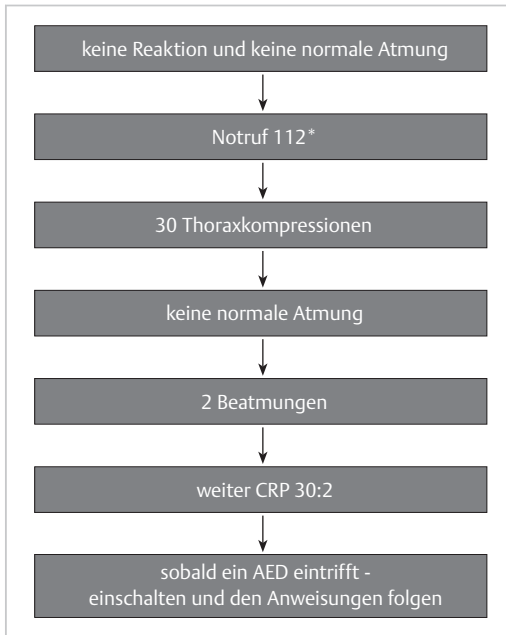 keine Reaktion und keine normale Atmung
Notruf 112*
30 Thoraxkompressionen
keine normale Atmung
2 Beatmungen
weiter CRP 30:2
sobald ein AED eintrifft -
einschalten und den Anweisungen folgen